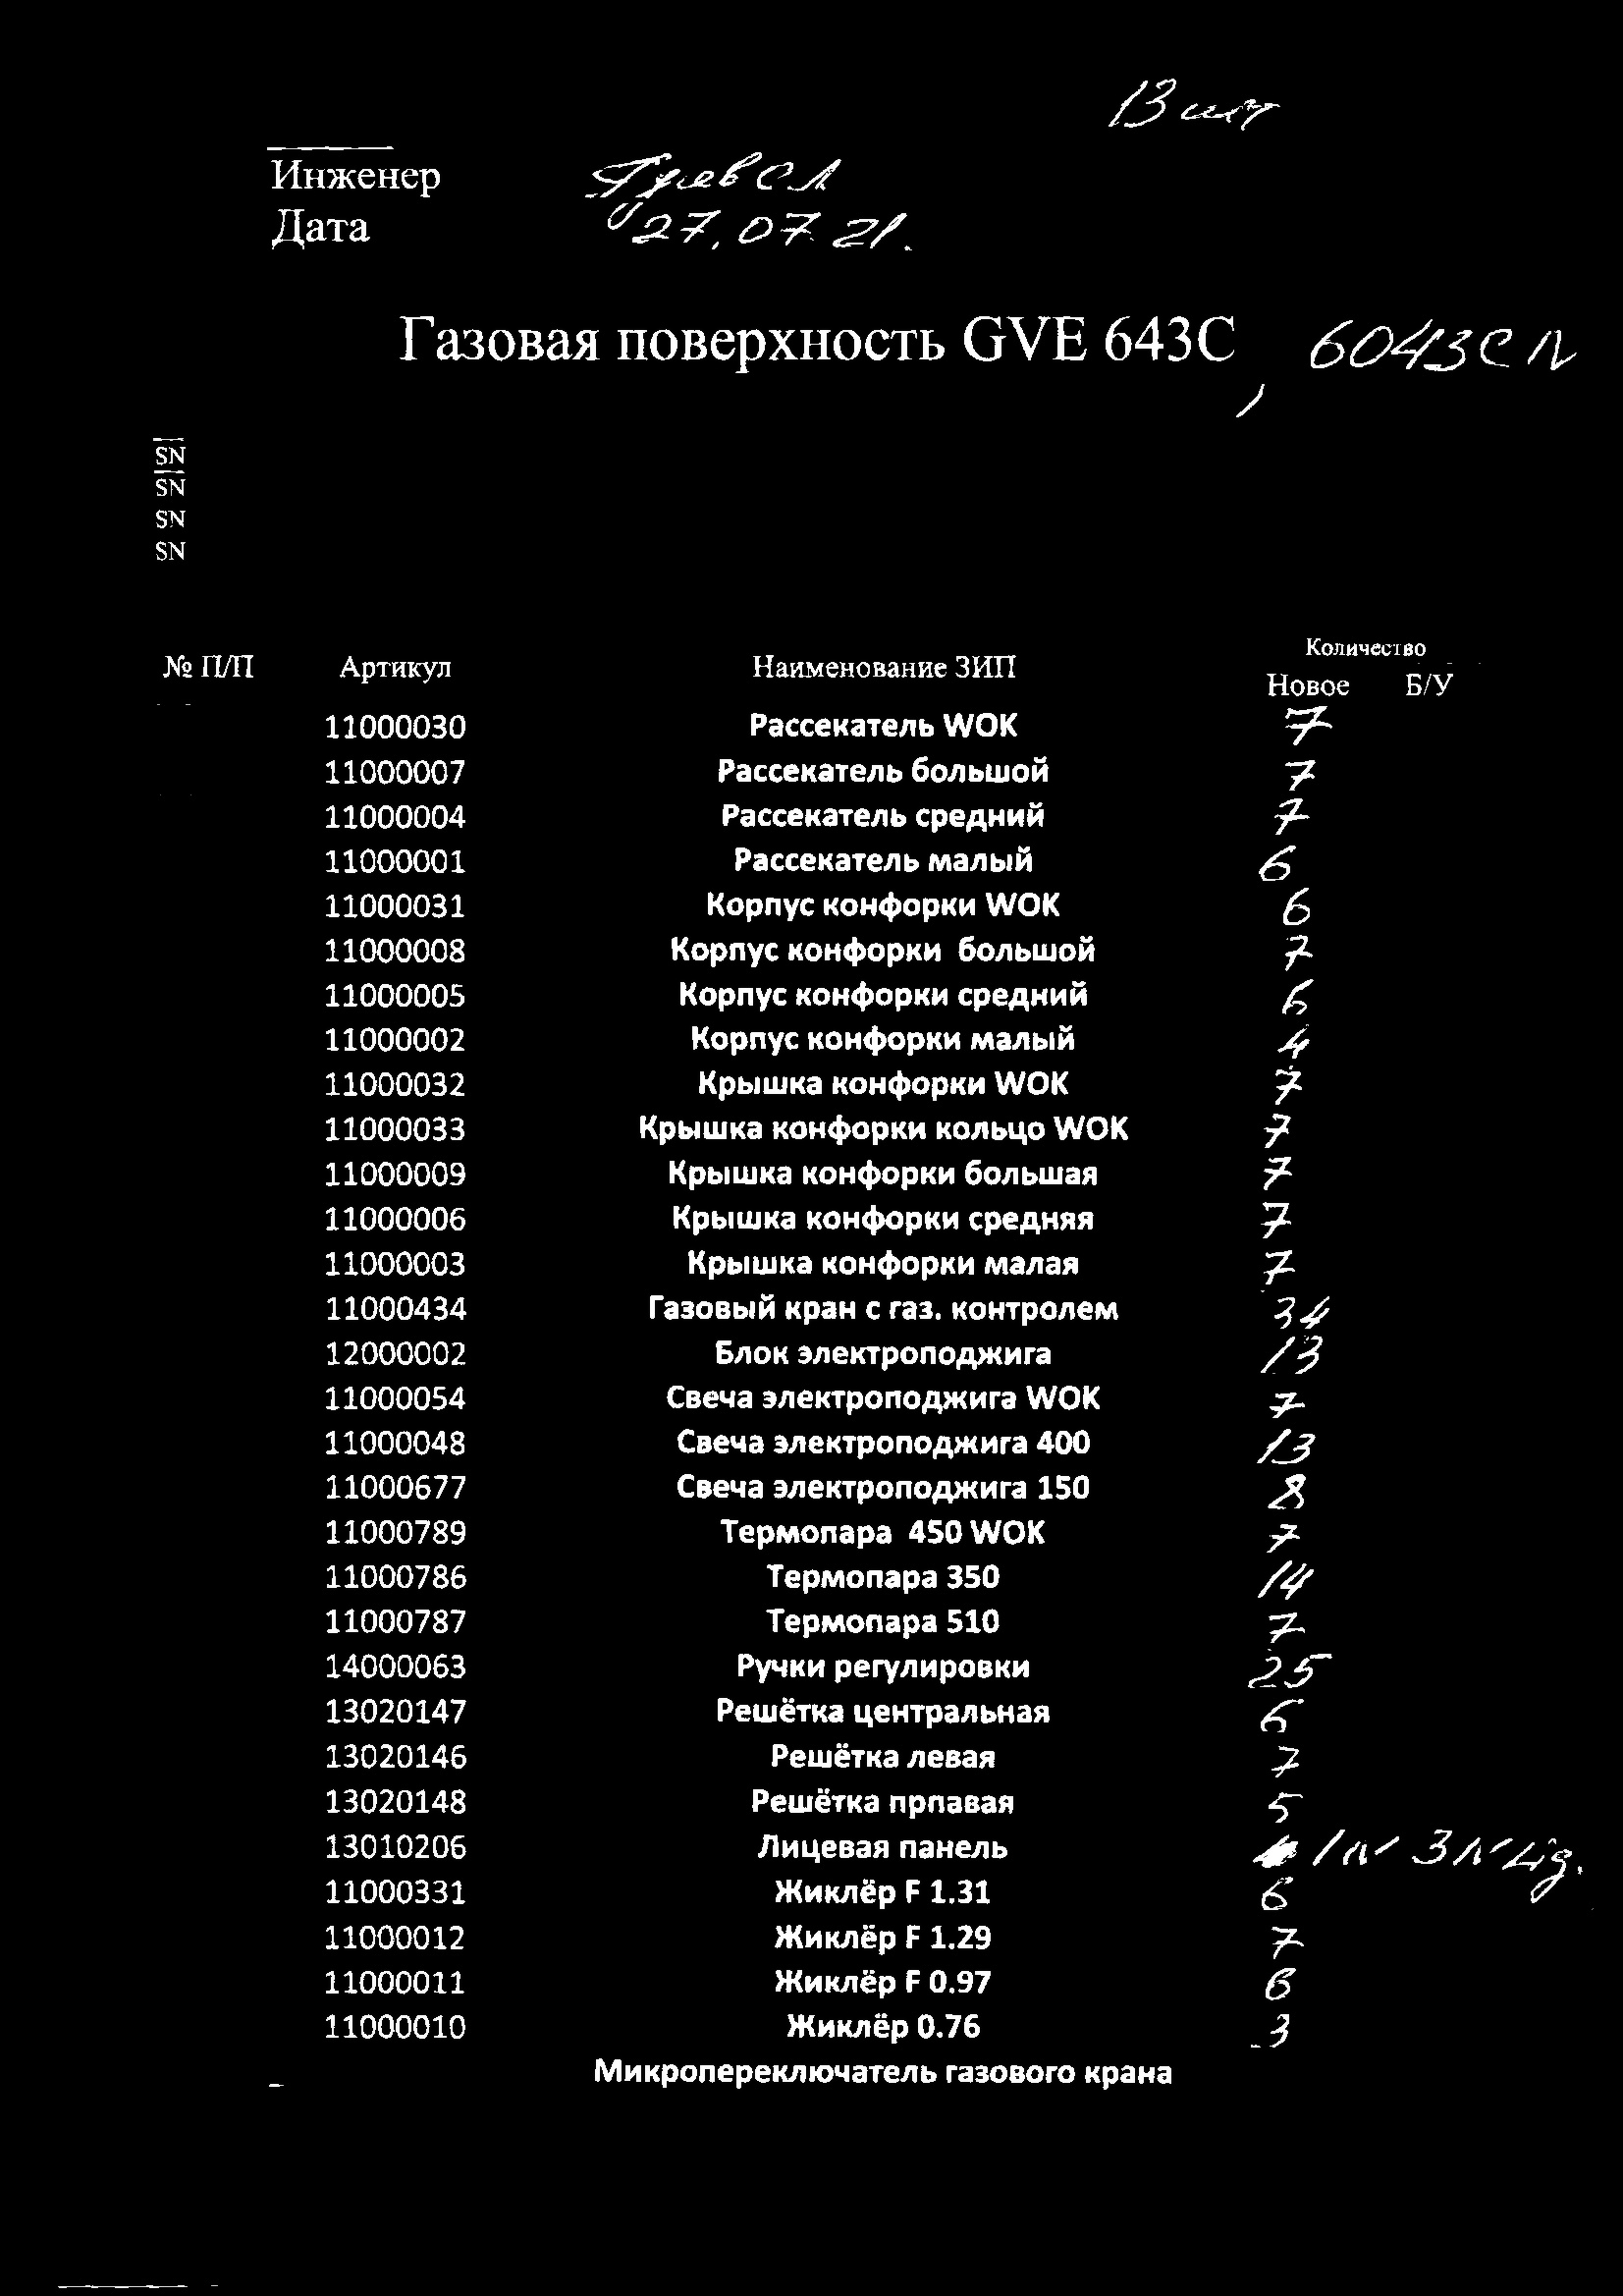 13 шт
Инженер
Дата 27.07.21.
Газовая поверхность GVE 643C, 6043C N
SN
SN
SN
SN
№ П/П Артикул Наименование ЗИП Количество
Новое Б/У
11000030 Рассекатель WOK 7
11000007 Рассекатель большой 7
11000004 Рассекатель средний 7
11000001 Рассекатель малый 6
11000031 Корпус конфорки WOK 6
11000008 Корпус конфорки большой 7
11000005 Корпус конфорки средний 6
11000002 Корпус конфорки малый 4
11000032 Крышка конфорки WOK 7
11000033 Крышка конфорки кольцо WOK 7
11000009 Крышка конфорки большая 7
11000006 Крышка конфорки средняя 7
11000003 Крышка конфорки малая 7
11000434 Газовый кран с газ. контролем 34
12000002 Блок электроподжига 13
11000054 Свеча электроподжига WOK 7
11000048 Свеча электроподжига 400 13
11000677 Свеча электроподжига 150 8
11000789 Термопара 450 WOK 7
11000786 Термопара 350 14
11000787 Термопара 510 7
14000063 Ручки регулировки 25
13020147 Решётка центральная 6
13020146 Решётка левая 7
13020148 Решётка прпавая 5
13010206 Лицевая панель
11000331 Жиклёр F 1.31 6
11000012 Жиклёр F 1.29 7
11000011 Жиклёр F 0.97 6
11000010 Жиклёр 0.76 3
Микропереключатель газового крана